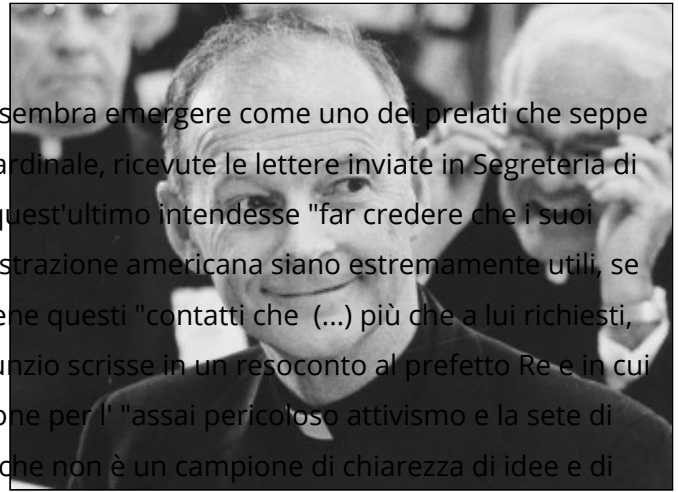 sembra emergere come uno dei prelati che seppe
ardinale, ricevute le lettere inviate in Segreteria di
quest'ultimo intendesse "far credere che i suoi
strazione americana siano estremamente utili, se
ene questi "contatti che (...) più che a lui richiesti,
unzio scrisse in un resoconto al prefetto Re e in cui
one per l' "assai pericoloso attivismo e la sete di
che non è un campione di chiarezza di idee e di